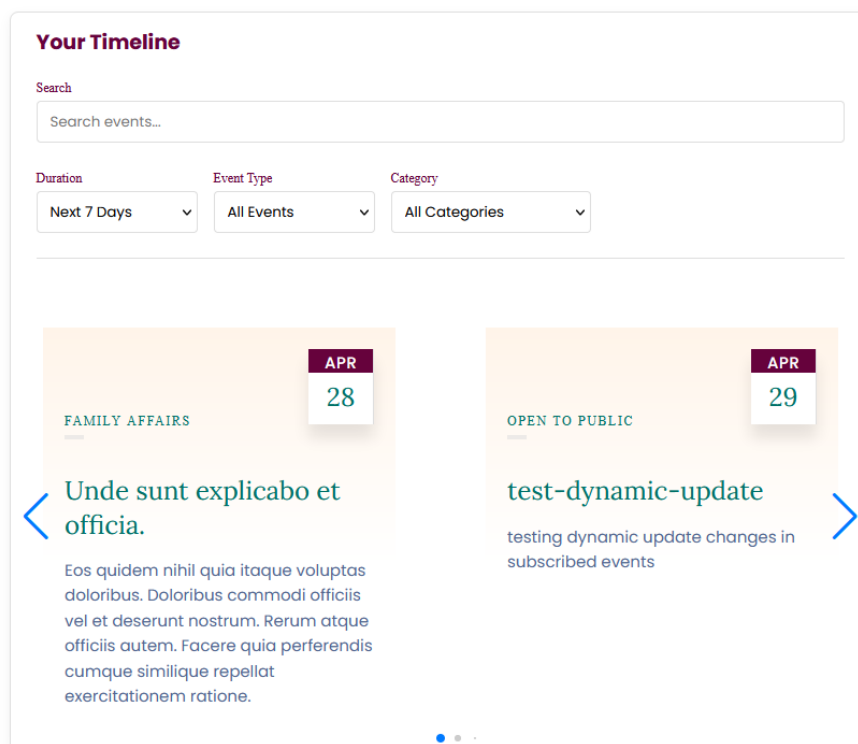 Your Timeline
Search
Search events...
Duration
Event Type
Category
Next 7 Days
All Events
All Categories
APR
28
FAMILY AFFAIRS
Unde sunt explicabo et
officia.
Eos quidem nihil quia itaque voluptas
doloribus. Doloribus commodi officiis
vel et deserunt nostrum. Rerum atque
officiis autem. Facere quia perferendis
cumque similique repellat
exercitationem ratione.
APR
29
OPEN TO PUBLIC
test-dynamic-update
testing dynamic update changes in
subscribed events